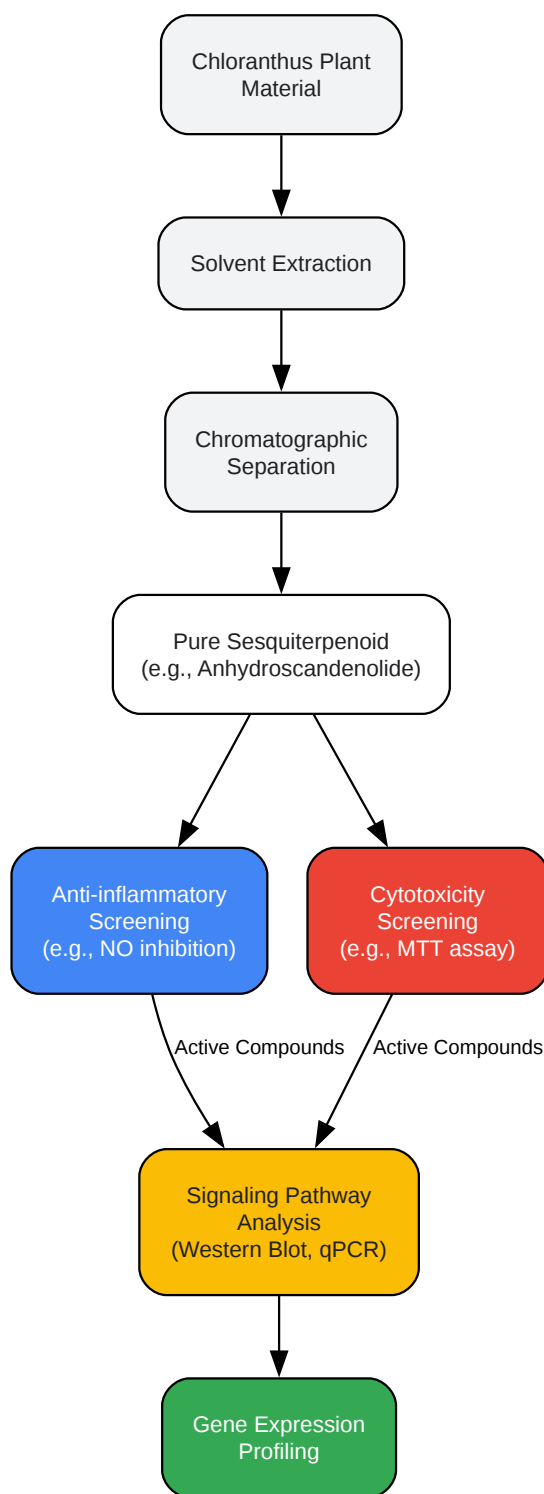 Chloranthus Plant
Material
Solvent Extraction
Chromatographic
Separation
Pure Sesquiterpenoid
(e.g., Anhydroscandenolide)
Anti-inflammatory
Screening
(e.g., NO inhibition)
Cytotoxicity
Screening
(e.g., MTT assay)
Active Compounds
Active Compounds
Signaling Pathway
Analysis
(Western Blot, qPCR)
Gene Expression
Profiling